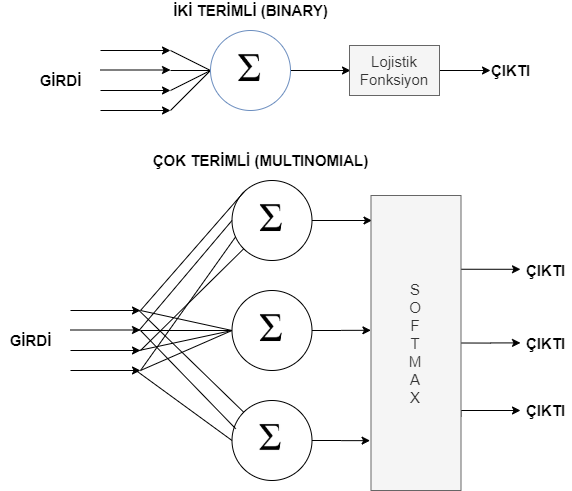 İKİ TERİMLİ (BINARY)
GİRDİ
Σ
Lojistik
Fonksiyon
ÇIKTI
ÇOK TERİMLİ (MULTINOMIAL)
GİRDİ
Σ
Σ
Σ
S
O
F
T
M
A
X
ÇIKTI
ÇIKTI
ÇIKTI